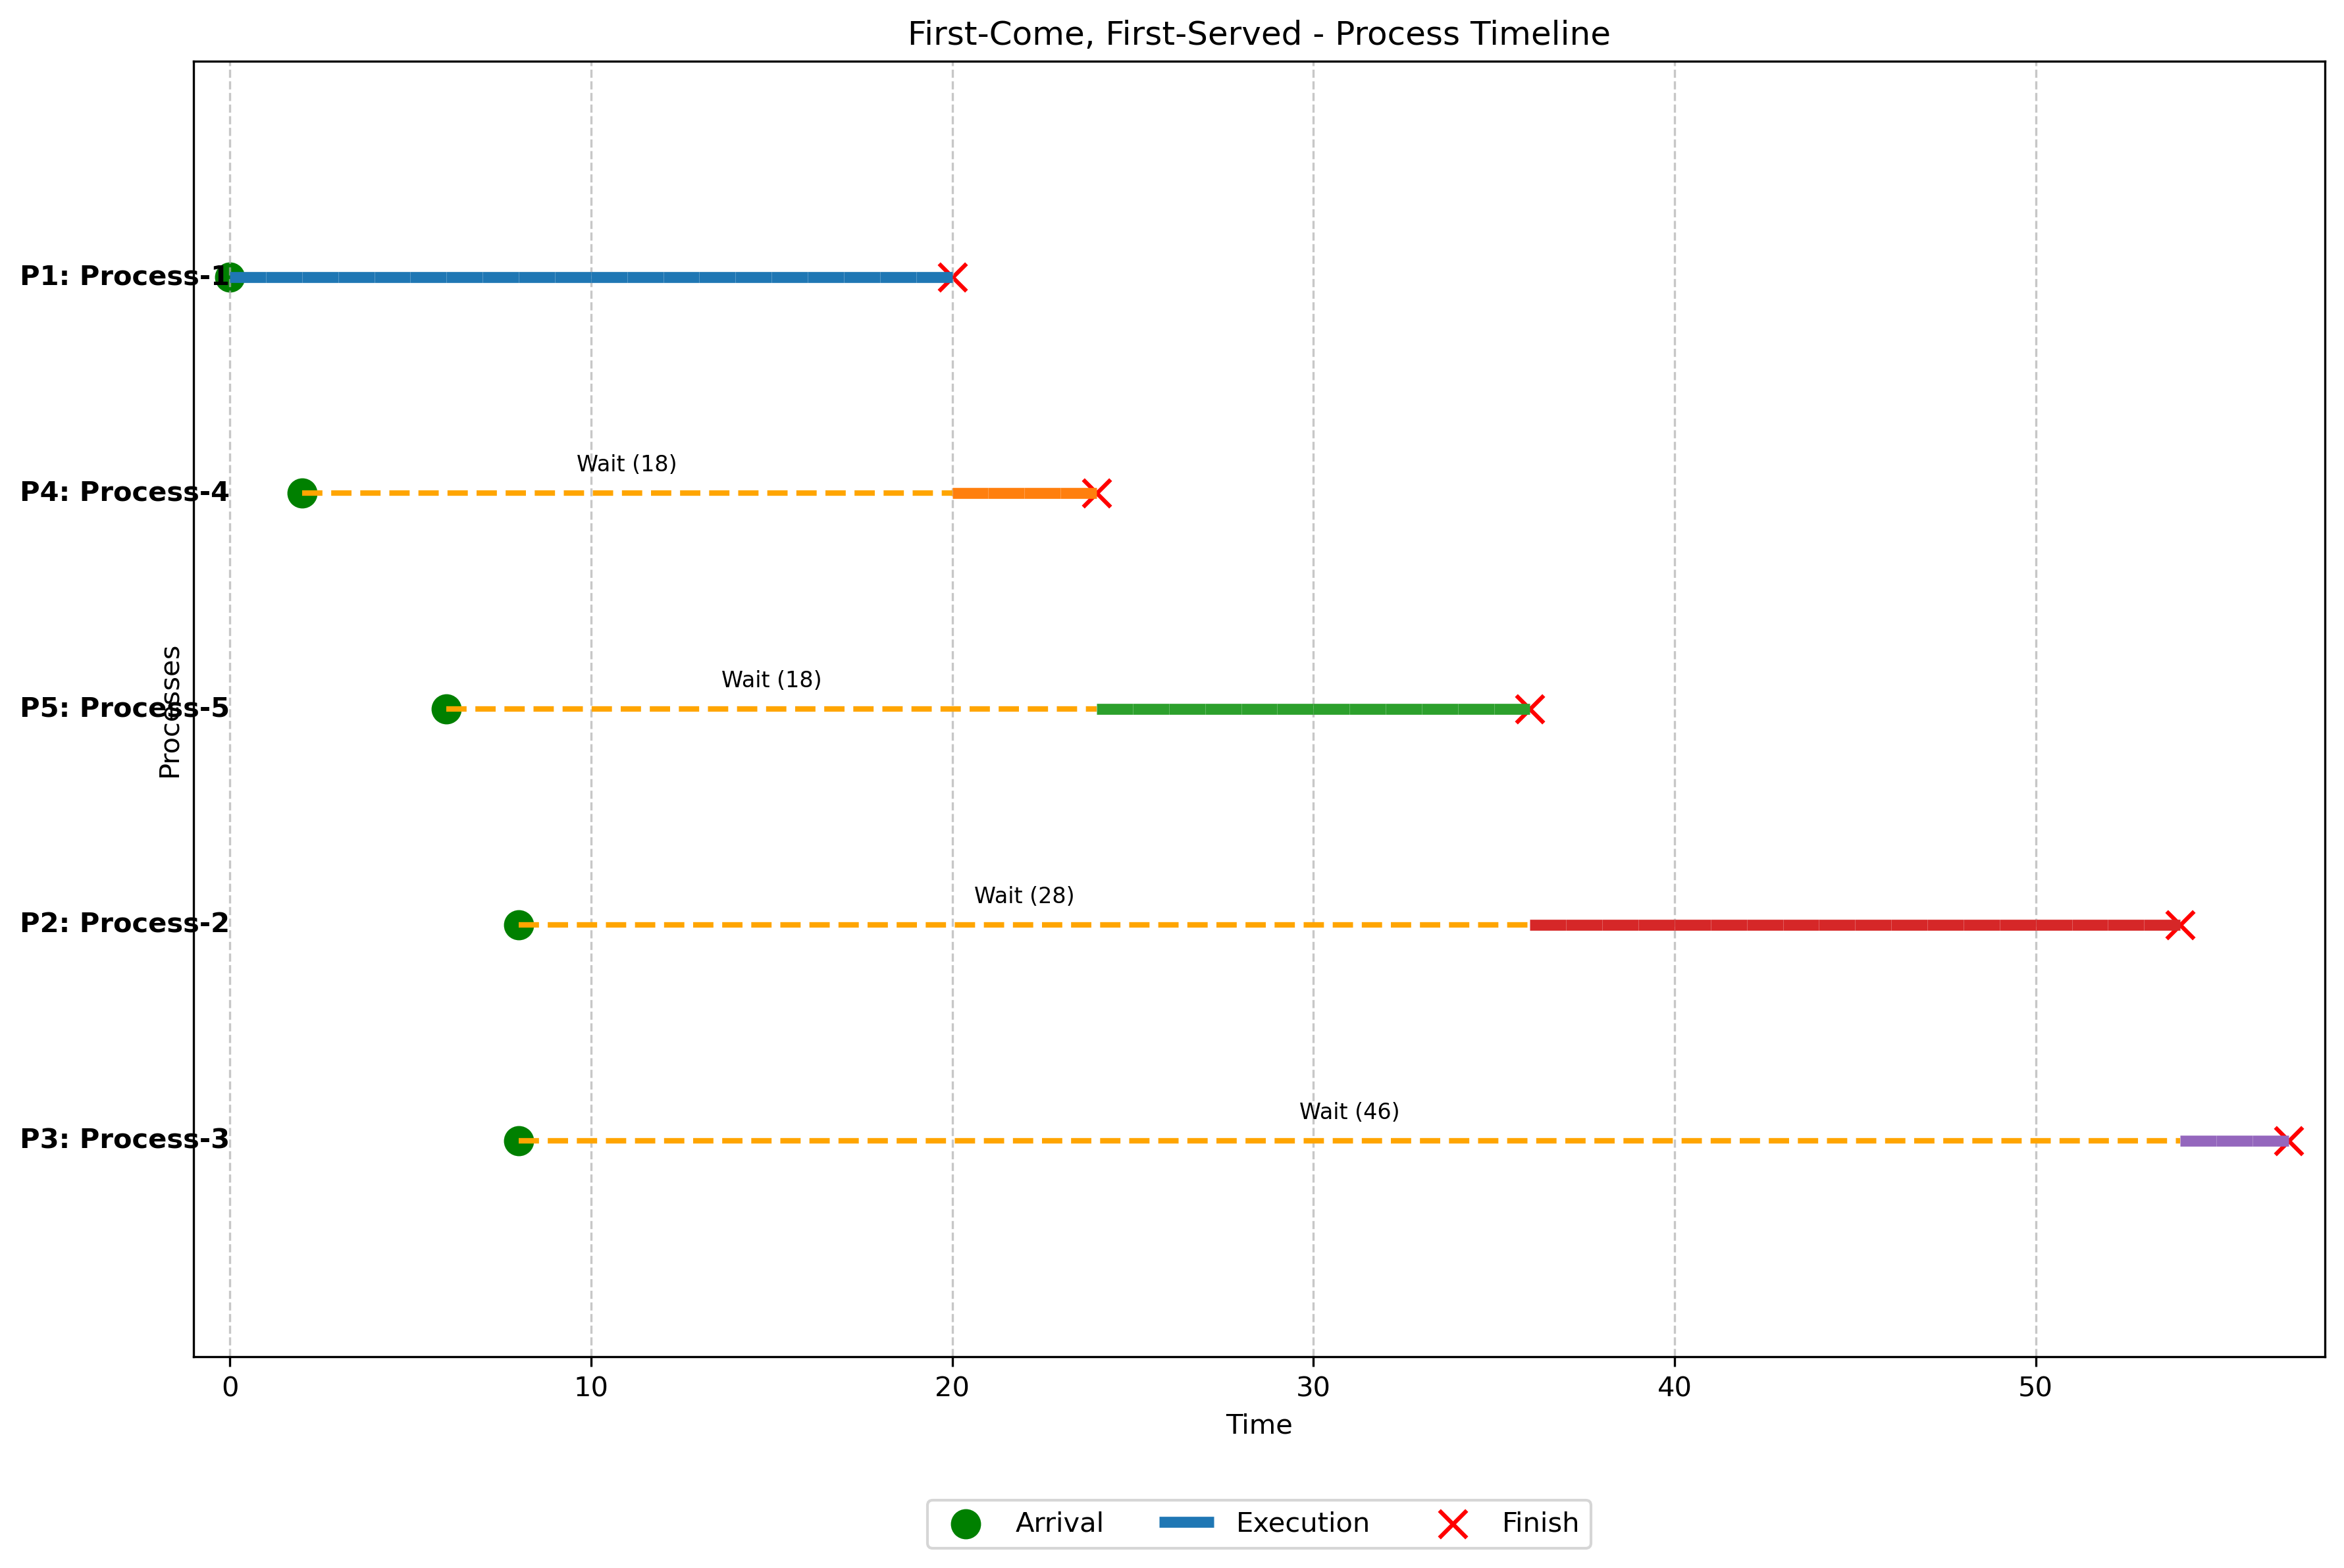 First-Come, First-Served - Process Timeline
P1: Process-1
Wait (18)
P4: Process-4
Wait (18)
P5: Process-5
Processes
Wait (28)
P2: Process-2
Wait (46)
P3: Process-3
0 10 20 30 40 50
Time
Arrival Execution Finish